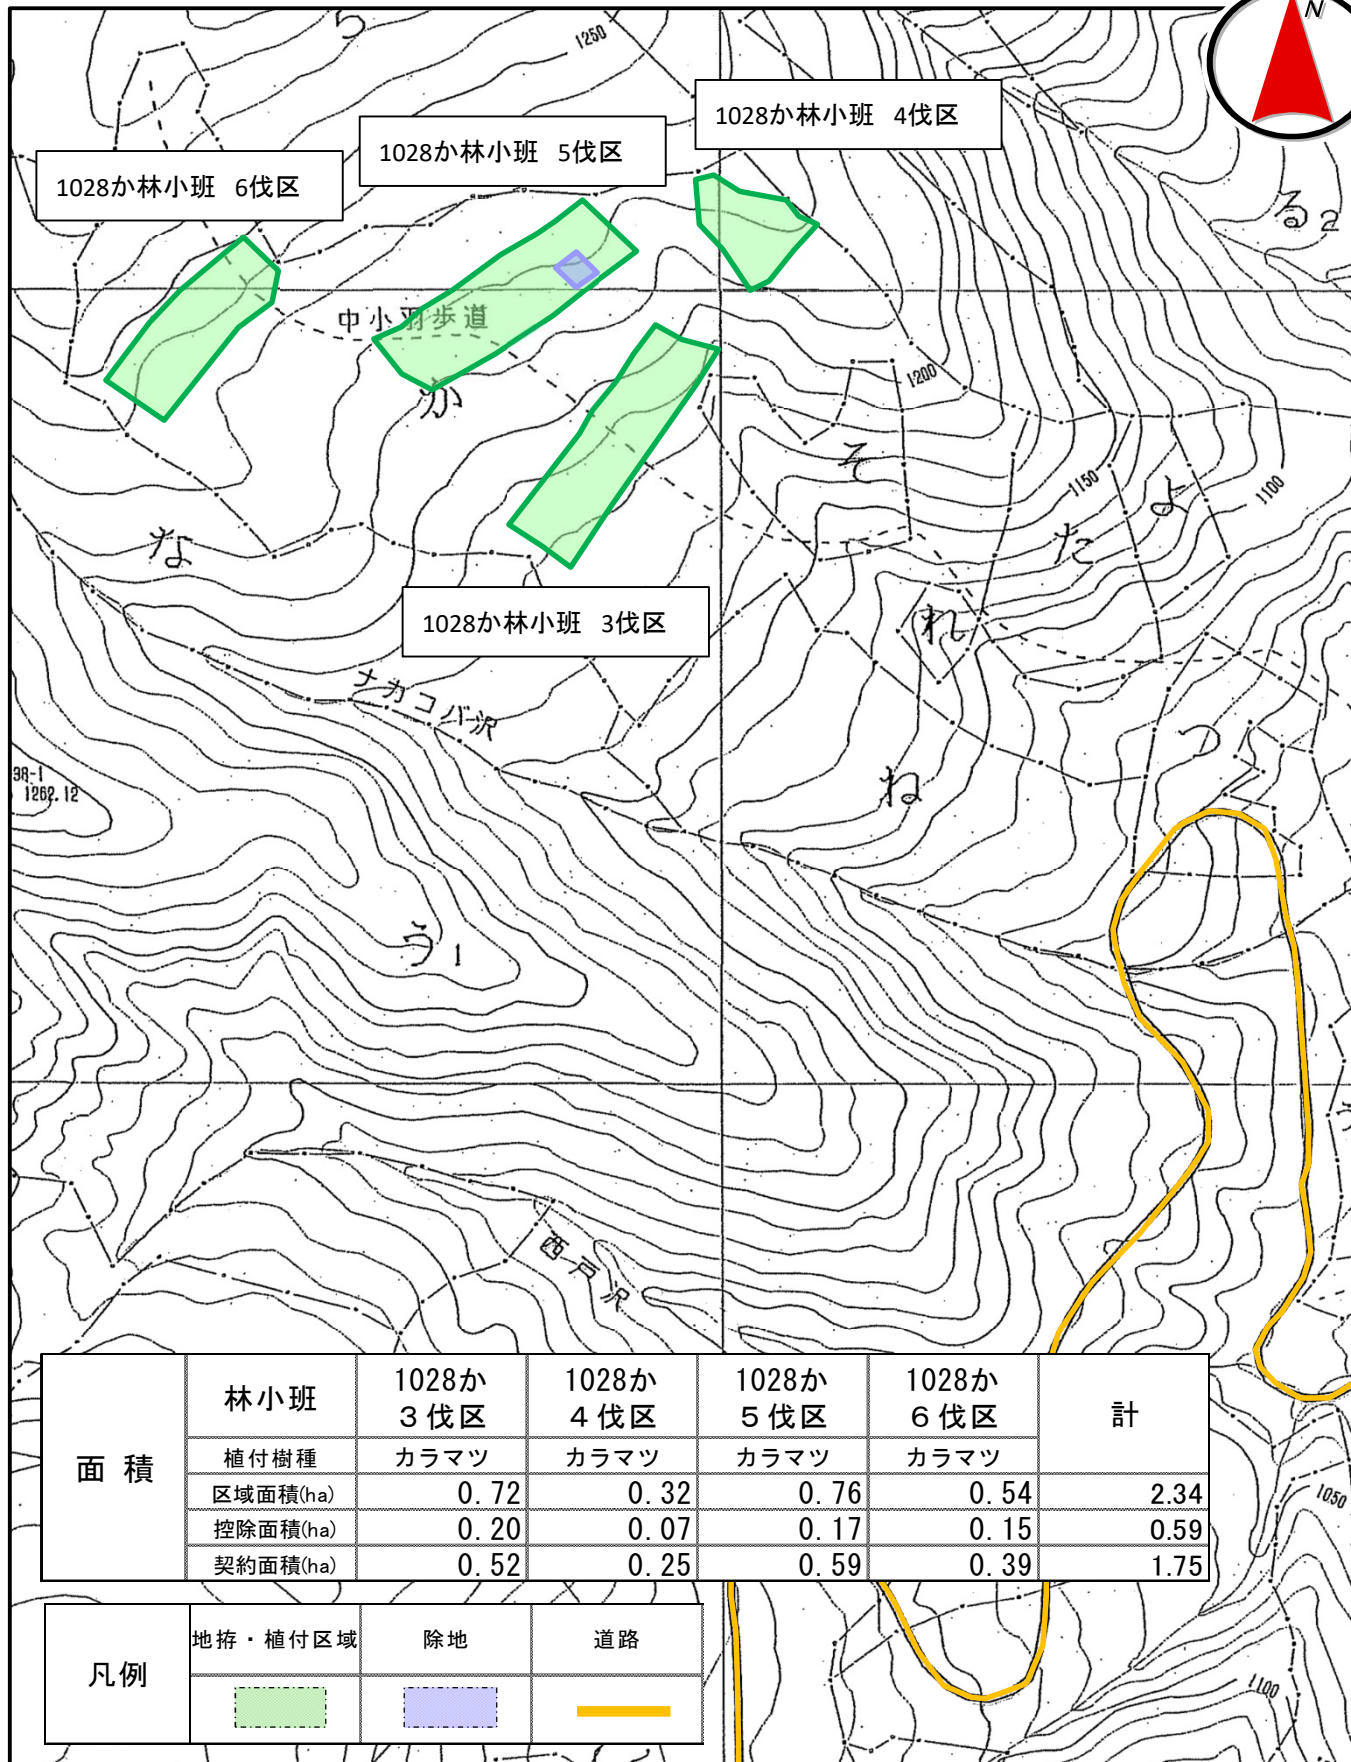 N
ら
1250
1028か林小班 4伐区
1028か林小班 5伐区
1028か林小班 6伐区
る2
中小羽歩道
か
1200
そ
1150
1100
よ
な
た
1028か林小班 3伐区
れ
ナカコバ沢
つ
38-1
1262.12
ね
う1
西戸沢
面 積
林小班 1028か 3伐区 1028か 4伐区 1028か 5伐区 1028か 6伐区 計
植付樹種 カラマツ カラマツ カラマツ カラマツ
区域面積(ha) 0.72 0.32 0.76 0.54 2.34
控除面積(ha) 0.20 0.07 0.17 0.15 0.59
契約面積(ha) 0.52 0.25 0.59 0.39 1.75
1050
凡例
地拵・植付区域 除地 道路
1100